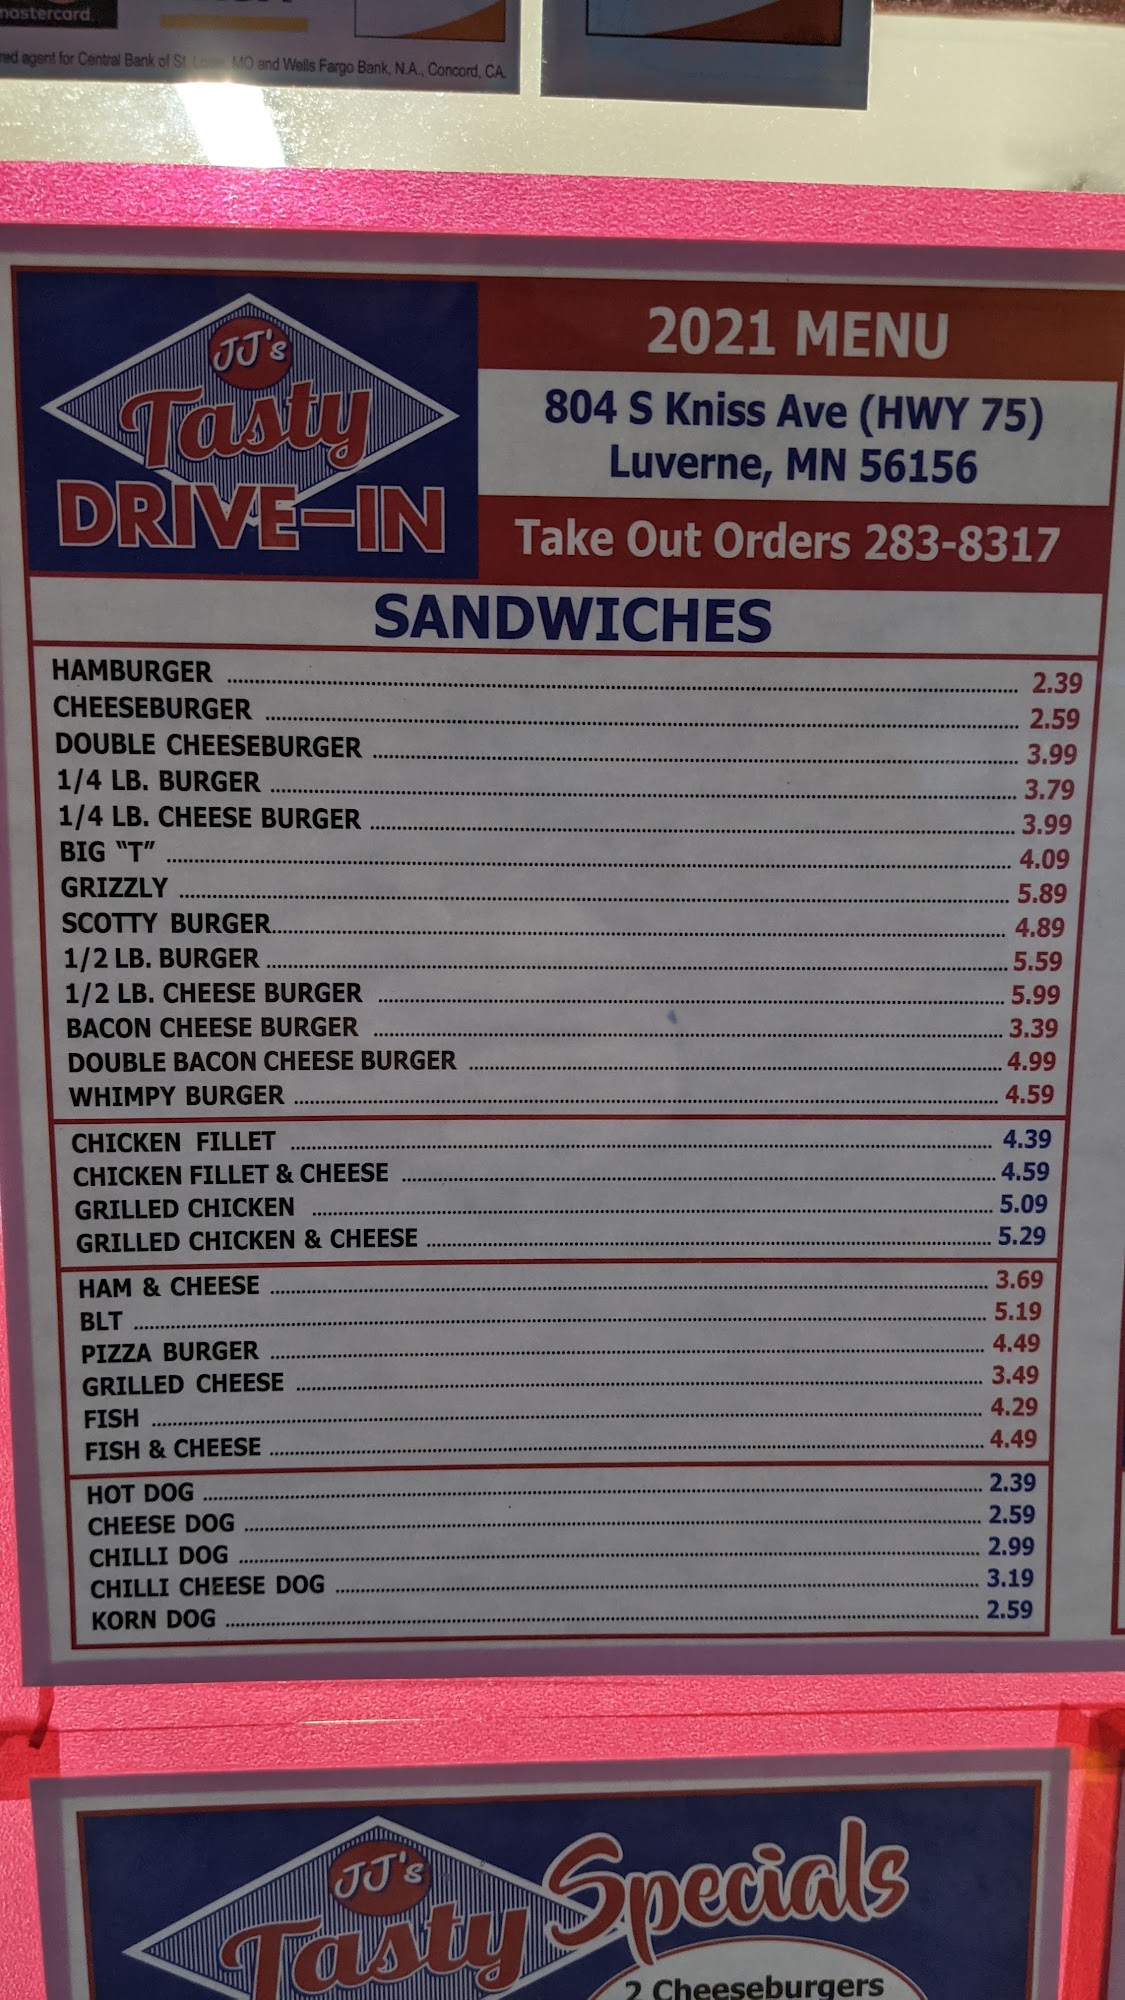 mastercard
red agent for Central Bank of St. Louis, MO and Wells Fargo Bank, N.A., Concord, CA.
JJ's
Tasty
DRIVE-IN
2021 MENU
804 S Kniss Ave (HWY 75)
Luverne, MN 56156
Take Out Orders 283-8317
SANDWICHES
HAMBURGER 2.39
CHEESEBURGER 2.59
DOUBLE CHEESEBURGER 3.99
1/4 LB. BURGER 3.79
1/4 LB. CHEESE BURGER 3.99
BIG "T" 4.09
GRIZZLY 5.89
SCOTTY BURGER 4.89
1/2 LB. BURGER 5.59
1/2 LB. CHEESE BURGER 5.99
BACON CHEESE BURGER 3.39
DOUBLE BACON CHEESE BURGER 4.99
WHIMPY BURGER 4.59
CHICKEN FILLET 4.39
CHICKEN FILLET & CHEESE 4.59
GRILLED CHICKEN 5.09
GRILLED CHICKEN & CHEESE 5.29
HAM & CHEESE 3.69
BLT 5.19
PIZZA BURGER 4.49
GRILLED CHEESE 3.49
FISH 4.29
FISH & CHEESE 4.49
HOT DOG 2.39
CHEESE DOG 2.59
CHILLI DOG 2.99
CHILLI CHEESE DOG 3.19
KORN DOG 2.59
JJ's
Tasty
Specials
2 Cheeseburgers